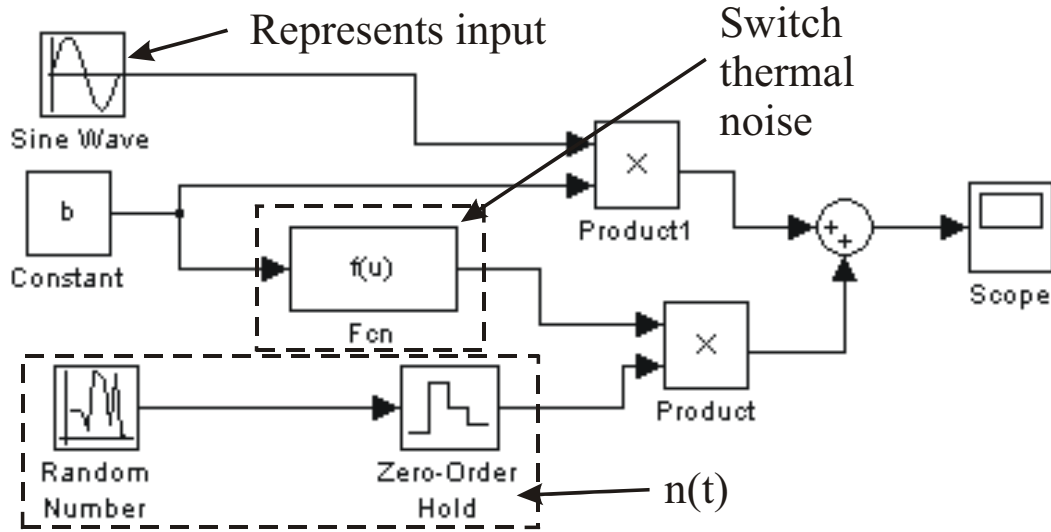 Represents input
Switch
thermal
noise
Sine Wave
×
Product1
b
Constant
f(u)
Fcn
+
+
Scope
×
Product
Random
Number
Zero-Order
Hold
n(t)